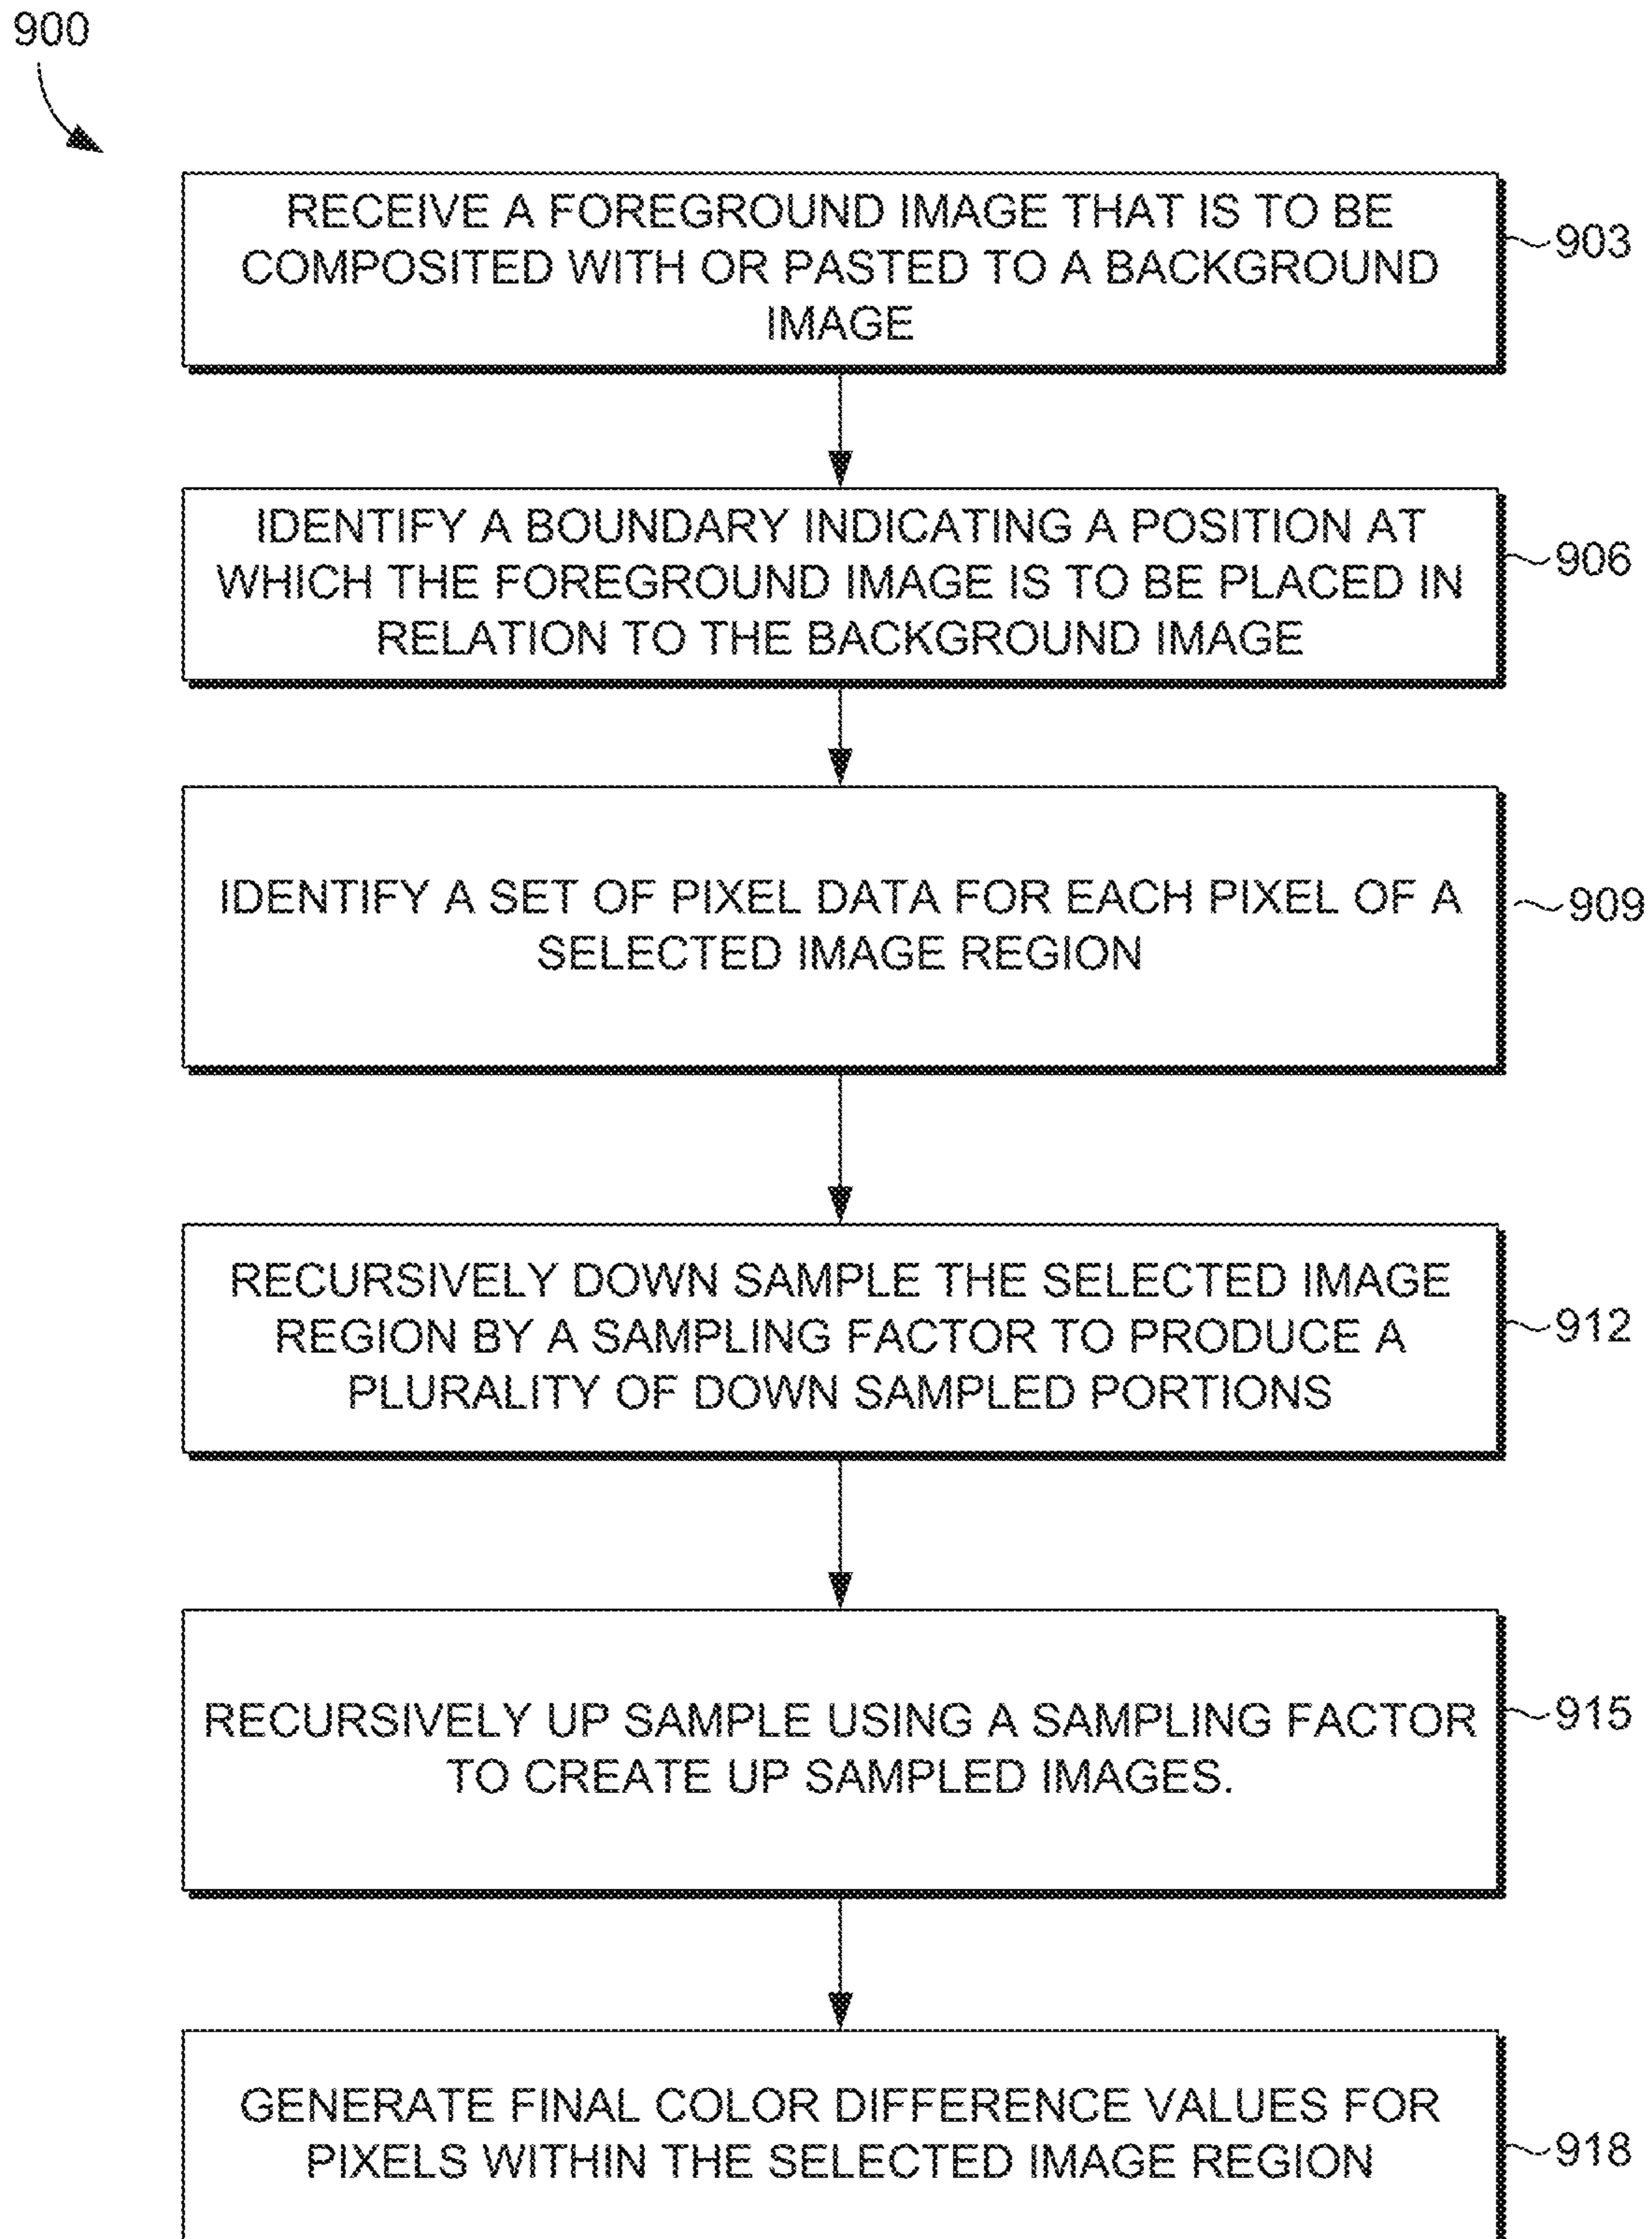 900
RECEIVE A FOREGROUND IMAGE THAT IS TO BE
COMPOSITED WITH OR PASTED TO A BACKGROUND
IMAGE
903
IDENTIFY A BOUNDARY INDICATING A POSITION AT
WHICH THE FOREGROUND IMAGE IS TO BE PLACED IN
RELATION TO THE BACKGROUND IMAGE
906
IDENTIFY A SET OF PIXEL DATA FOR EACH PIXEL OF A
SELECTED IMAGE REGION
909
RECURSIVELY DOWN SAMPLE THE SELECTED IMAGE
REGION BY A SAMPLING FACTOR TO PRODUCE A
PLURALITY OF DOWN SAMPLED PORTIONS
912
RECURSIVELY UP SAMPLE USING A SAMPLING FACTOR
TO CREATE UP SAMPLED IMAGES.
915
GENERATE FINAL COLOR DIFFERENCE VALUES FOR
PIXELS WITHIN THE SELECTED IMAGE REGION
918